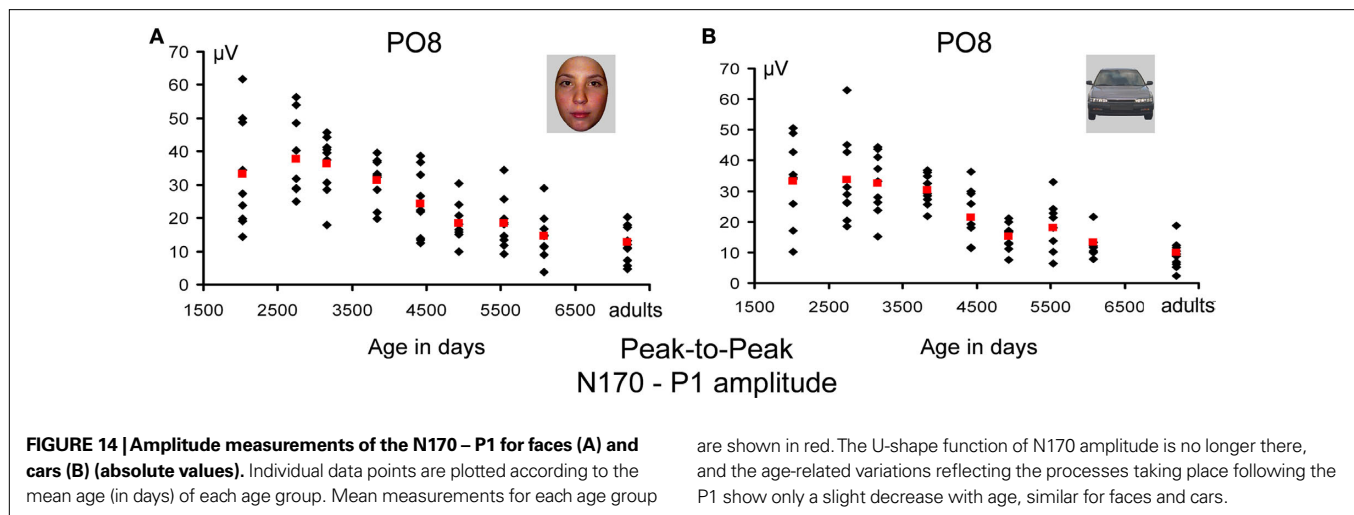 A
PO8
µV
70
60
50
40
30
20
10
0
1500 2500 3500 4500 5500 6500 adults
Age in days
B
PO8
µV
70
60
50
40
30
20
10
0
1500 2500 3500 4500 5500 6500 adults
Age in days
Peak-to-Peak
N170 - P1 amplitude
FIGURE 14 | Amplitude measurements of the N170 – P1 for faces (A) and
cars (B) (absolute values). Individual data points are plotted according to the
mean age (in days) of each age group. Mean measurements for each age group
are shown in red. The U-shape function of N170 amplitude is no longer there,
and the age-related variations reflecting the processes taking place following the
P1 show only a slight decrease with age, similar for faces and cars.